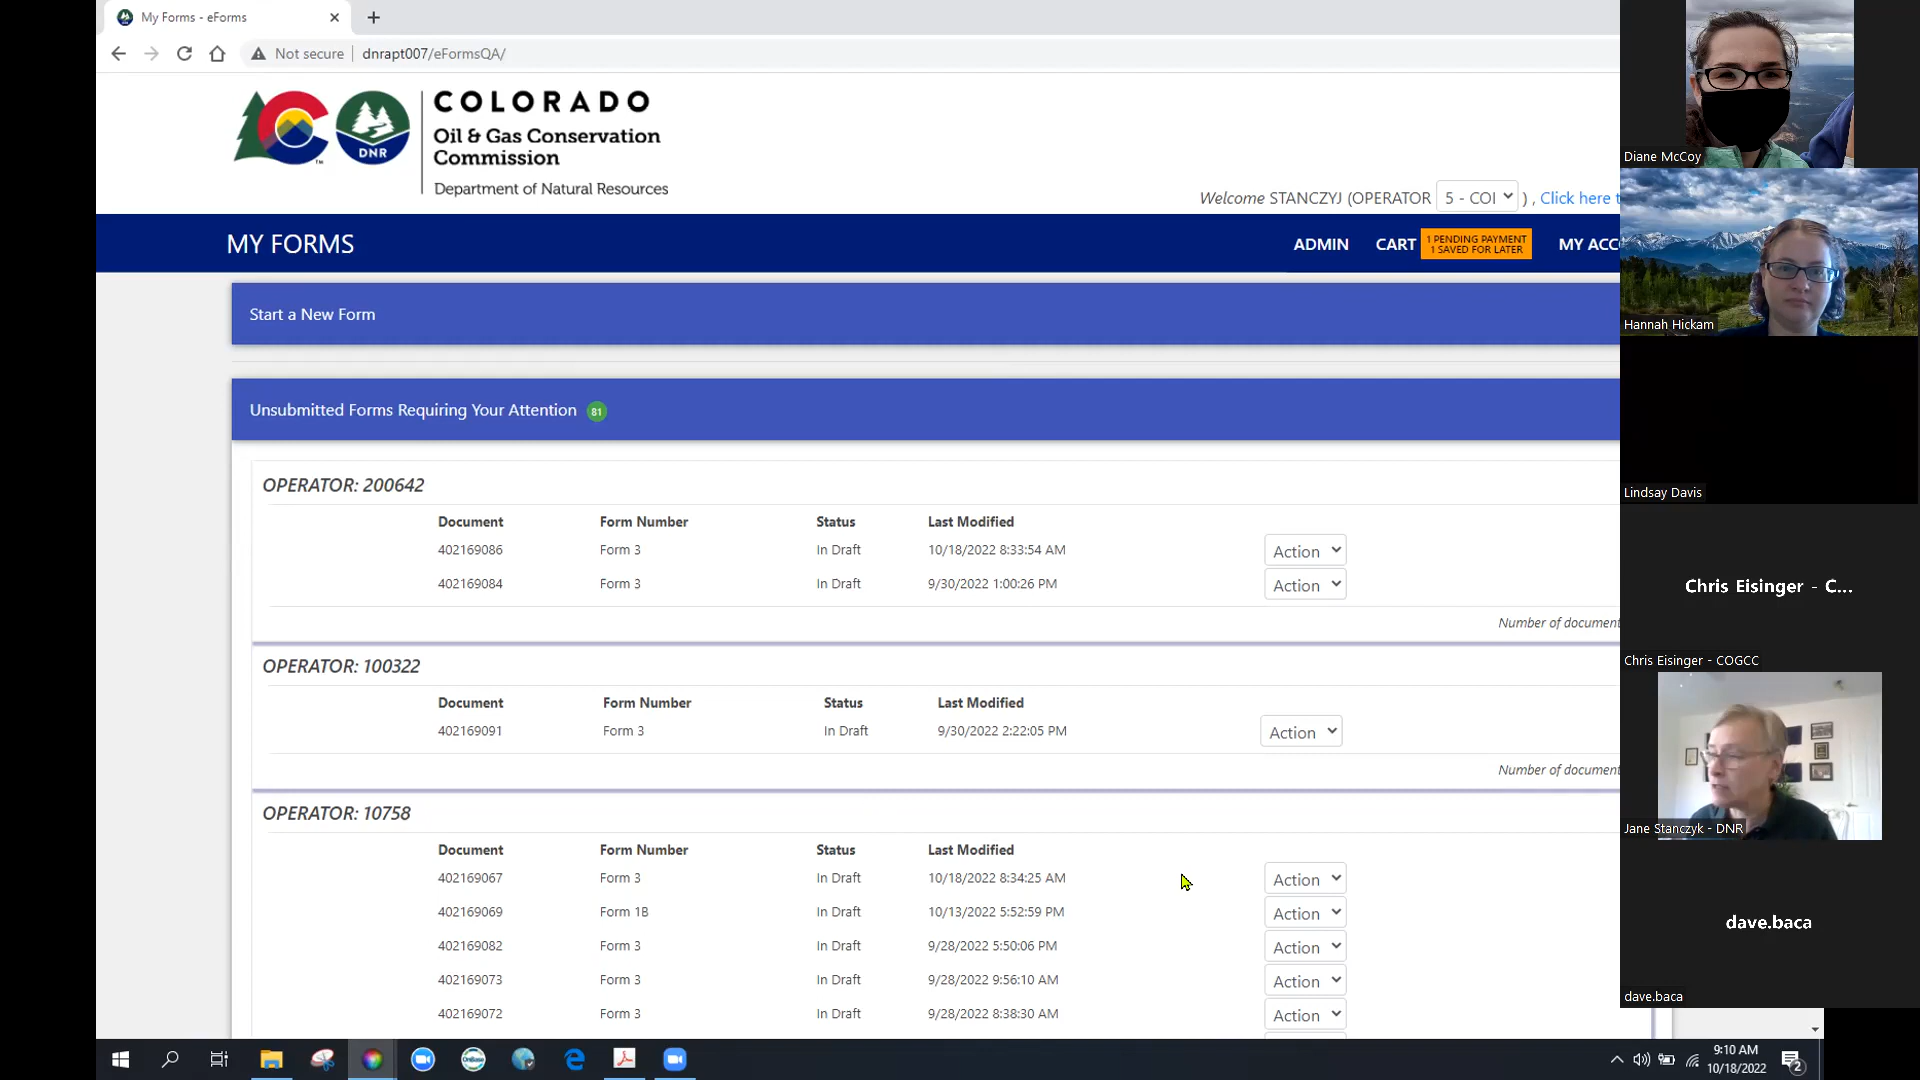 My Forms - eForms
Not secure | dnrapt007/eFormsQA/
COLORADO
Oil & Gas Conservation
Commission
DNR
Department of Natural Resources
Welcome STANCZYJ (OPERATOR 5 - COI ) , Click here
MY FORMS
ADMIN CART 1 PENDING PAYMENT
1 SAVED FOR LATER
MY ACC
Start a New Form
Unsubmitted Forms Requiring Your Attention 81
OPERATOR: 200642
Document Form Number Status Last Modified
402169086 Form 3 In Draft 10/18/2022 8:33:54 AM Action
402169084 Form 3 In Draft 9/30/2022 1:00:26 PM Action
Number of document
OPERATOR: 100322
Document Form Number Status Last Modified
402169091 Form 3 In Draft 9/30/2022 2:22:05 PM Action
Number of document
OPERATOR: 10758
Document Form Number Status Last Modified
402169067 Form 3 In Draft 10/18/2022 8:34:25 AM Action
402169069 Form 1B In Draft 10/13/2022 5:52:59 PM Action
402169082 Form 3 In Draft 9/28/2022 5:50:06 PM Action
402169073 Form 3 In Draft 9/28/2022 9:56:10 AM Action
402169072 Form 3 In Draft 9/28/2022 8:38:30 AM Action
Diane McCoy
Hannah Hickam
Lindsay Davis
Chris Eisinger - C...
Chris Eisinger - COGCC
Jane Stanczyk - DNR
dave.baca
dave.baca
9:10 AM
10/18/2022
2